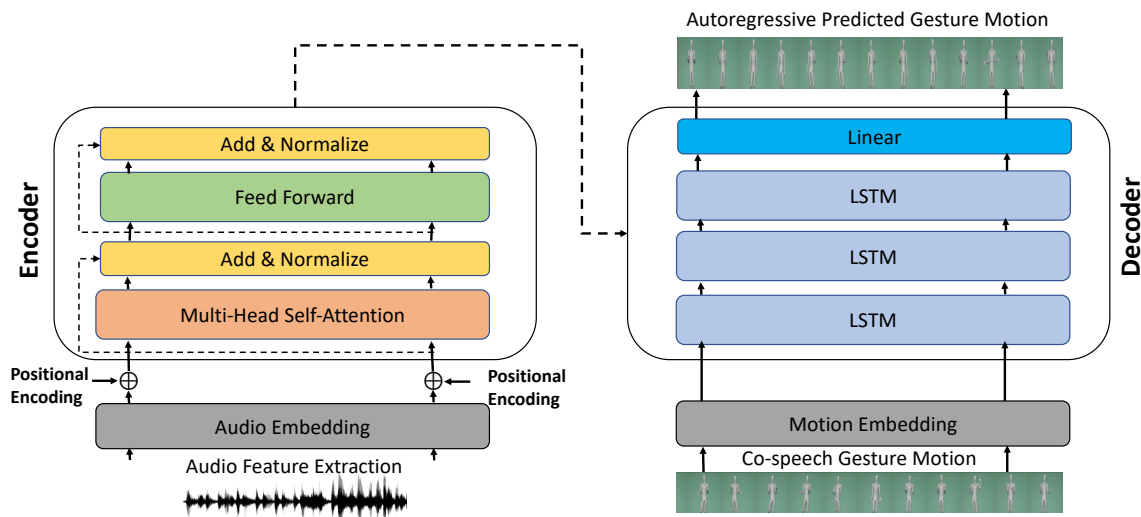 Autoregressive Predicted Gesture Motion
Encoder
Add & Normalize
Feed Forward
Add & Normalize
Multi-Head Self-Attention
Positional
Encoding
Positional
Encoding
Audio Embedding
Audio Feature Extraction
Linear
LSTM
LSTM
LSTM
Decoder
Motion Embedding
Co-speech Gesture Motion